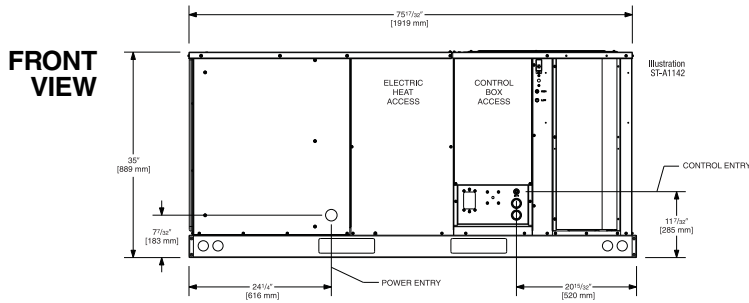 75 17/32"
[1919 mm]
FRONT
VIEW
Illustration
ST-A1142
ELECTRIC
HEAT
ACCESS
CONTROL
BOX
ACCESS
35"
[889 mm]
CONTROL ENTRY
7 7/32"
[183 mm]
11 7/32"
[285 mm]
24 1/4"
[616 mm]
POWER ENTRY
20 15/32"
[520 mm]